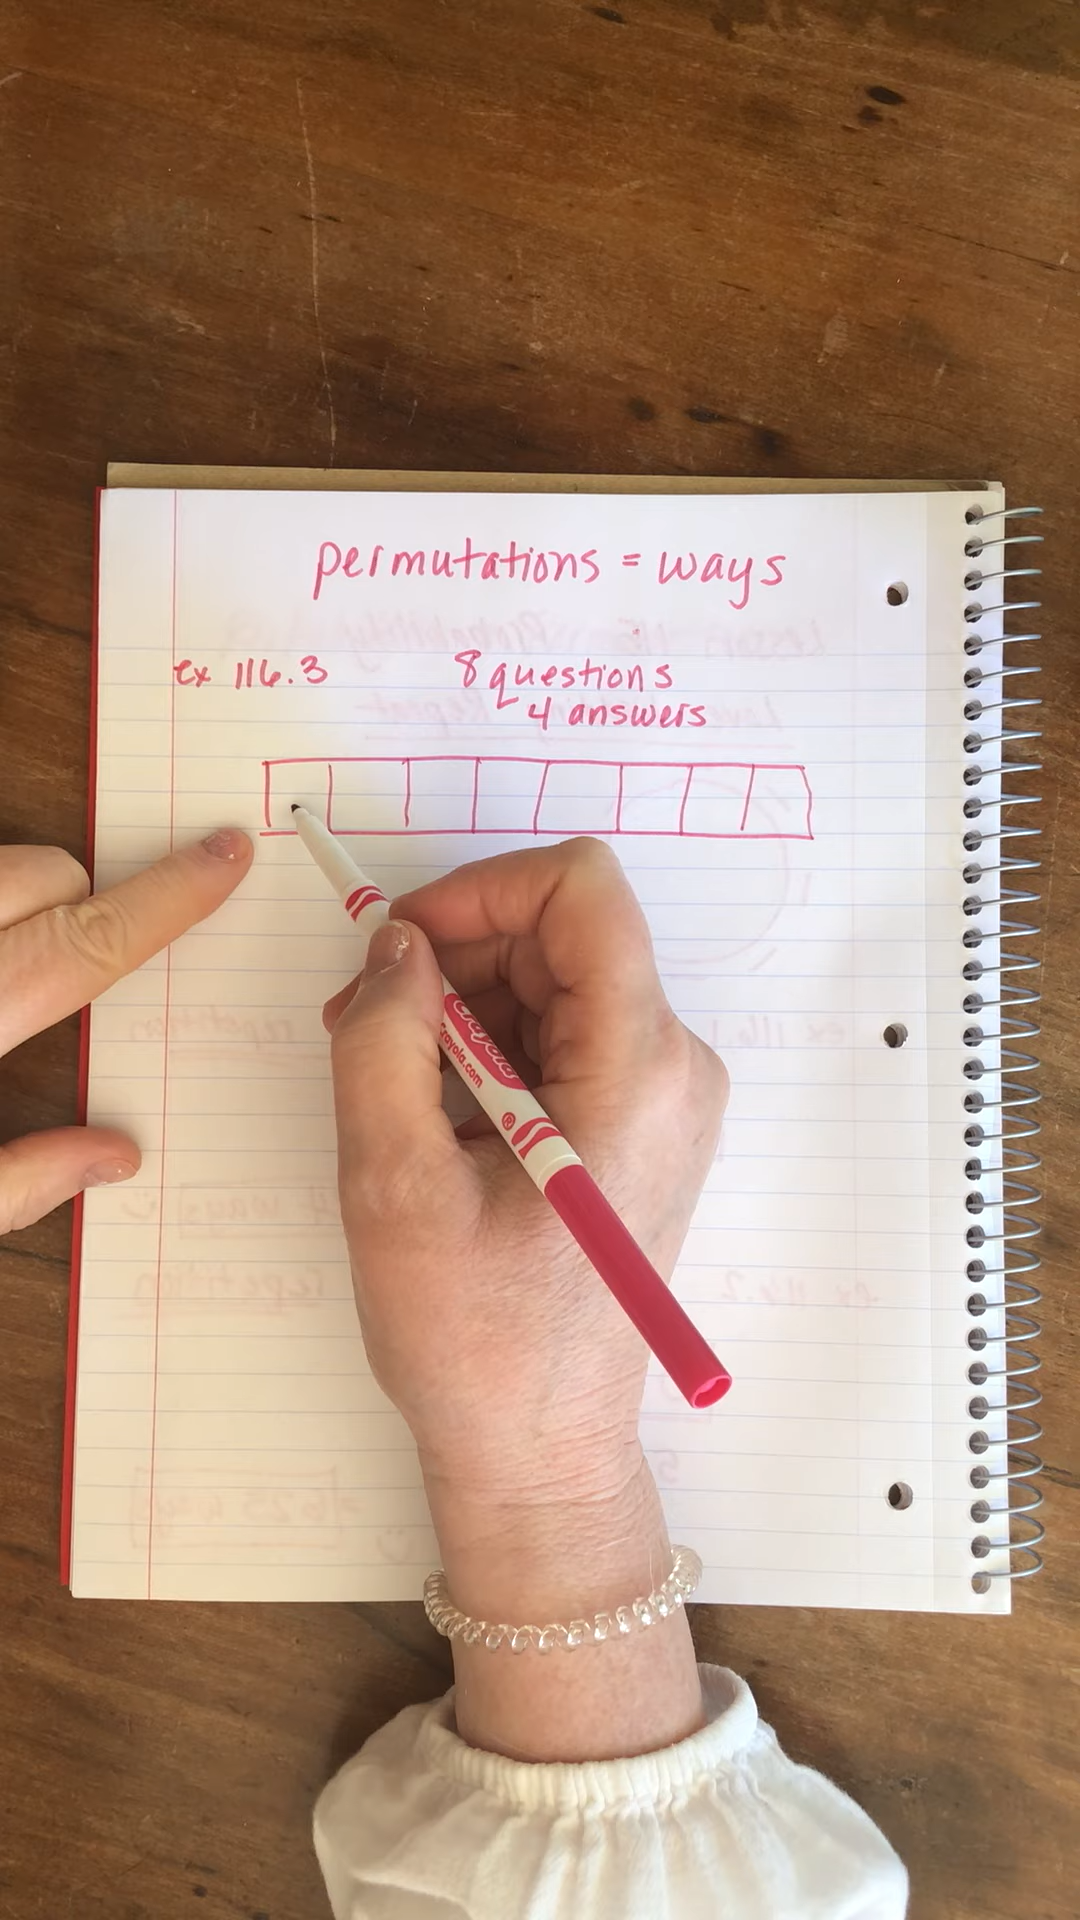 permutations = ways
ex 116.3
8 questions
4 answers
Crayola
Crayola.com
®